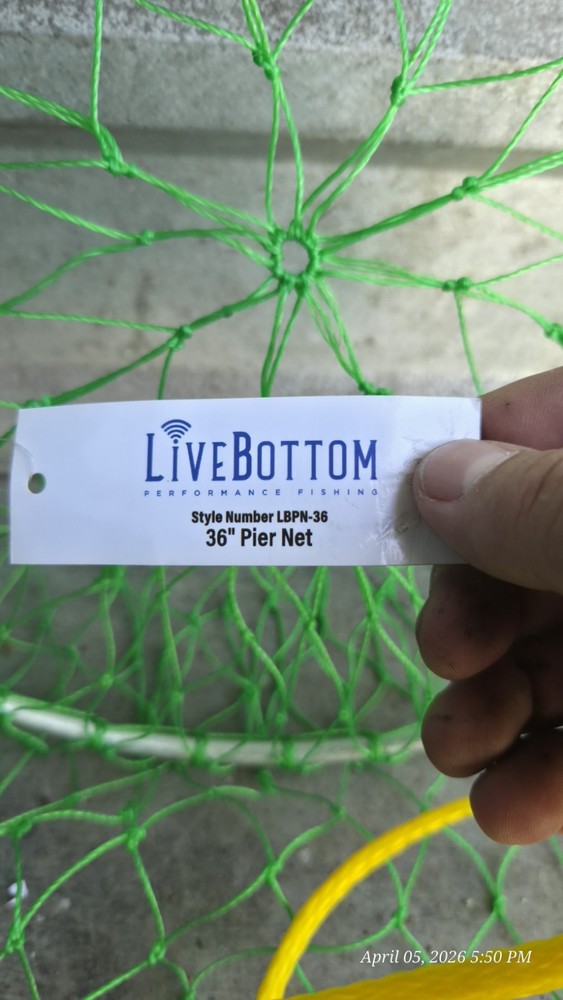 LiveBottom
PERFORMANCE FISHING
Style Number LBPN-36
36" Pier Net
April 05, 2026 5:50 PM